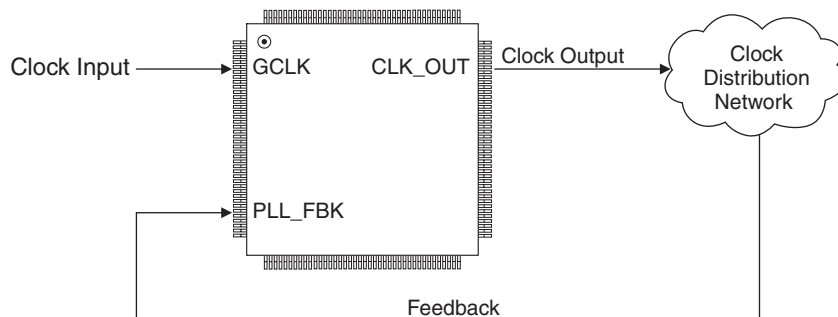 Clock Input
GCLK
CLK_OUT
Clock Output
Clock
Distribution
Network
PLL_FBK
Feedback